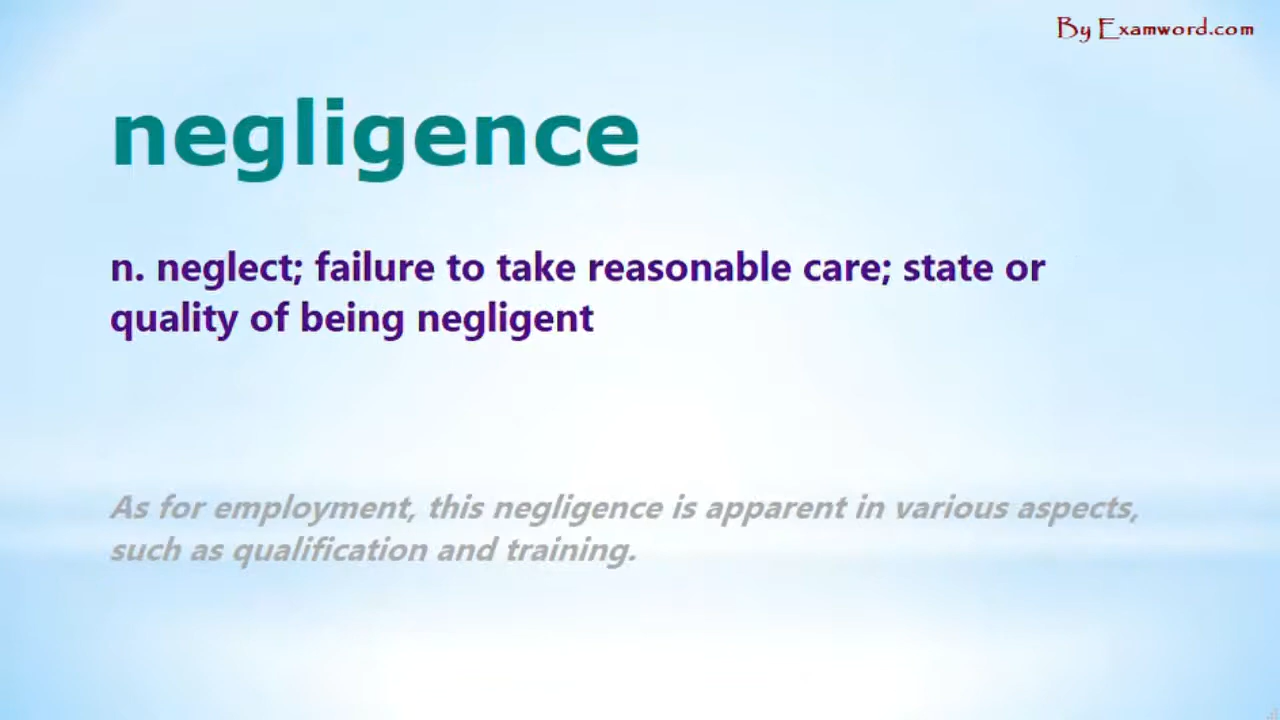 By Examword.com
negligence
n. neglect; failure to take reasonable care; state or
quality of being negligent
As for employment, this negligence is apparent in various aspects,
such as qualification and training.